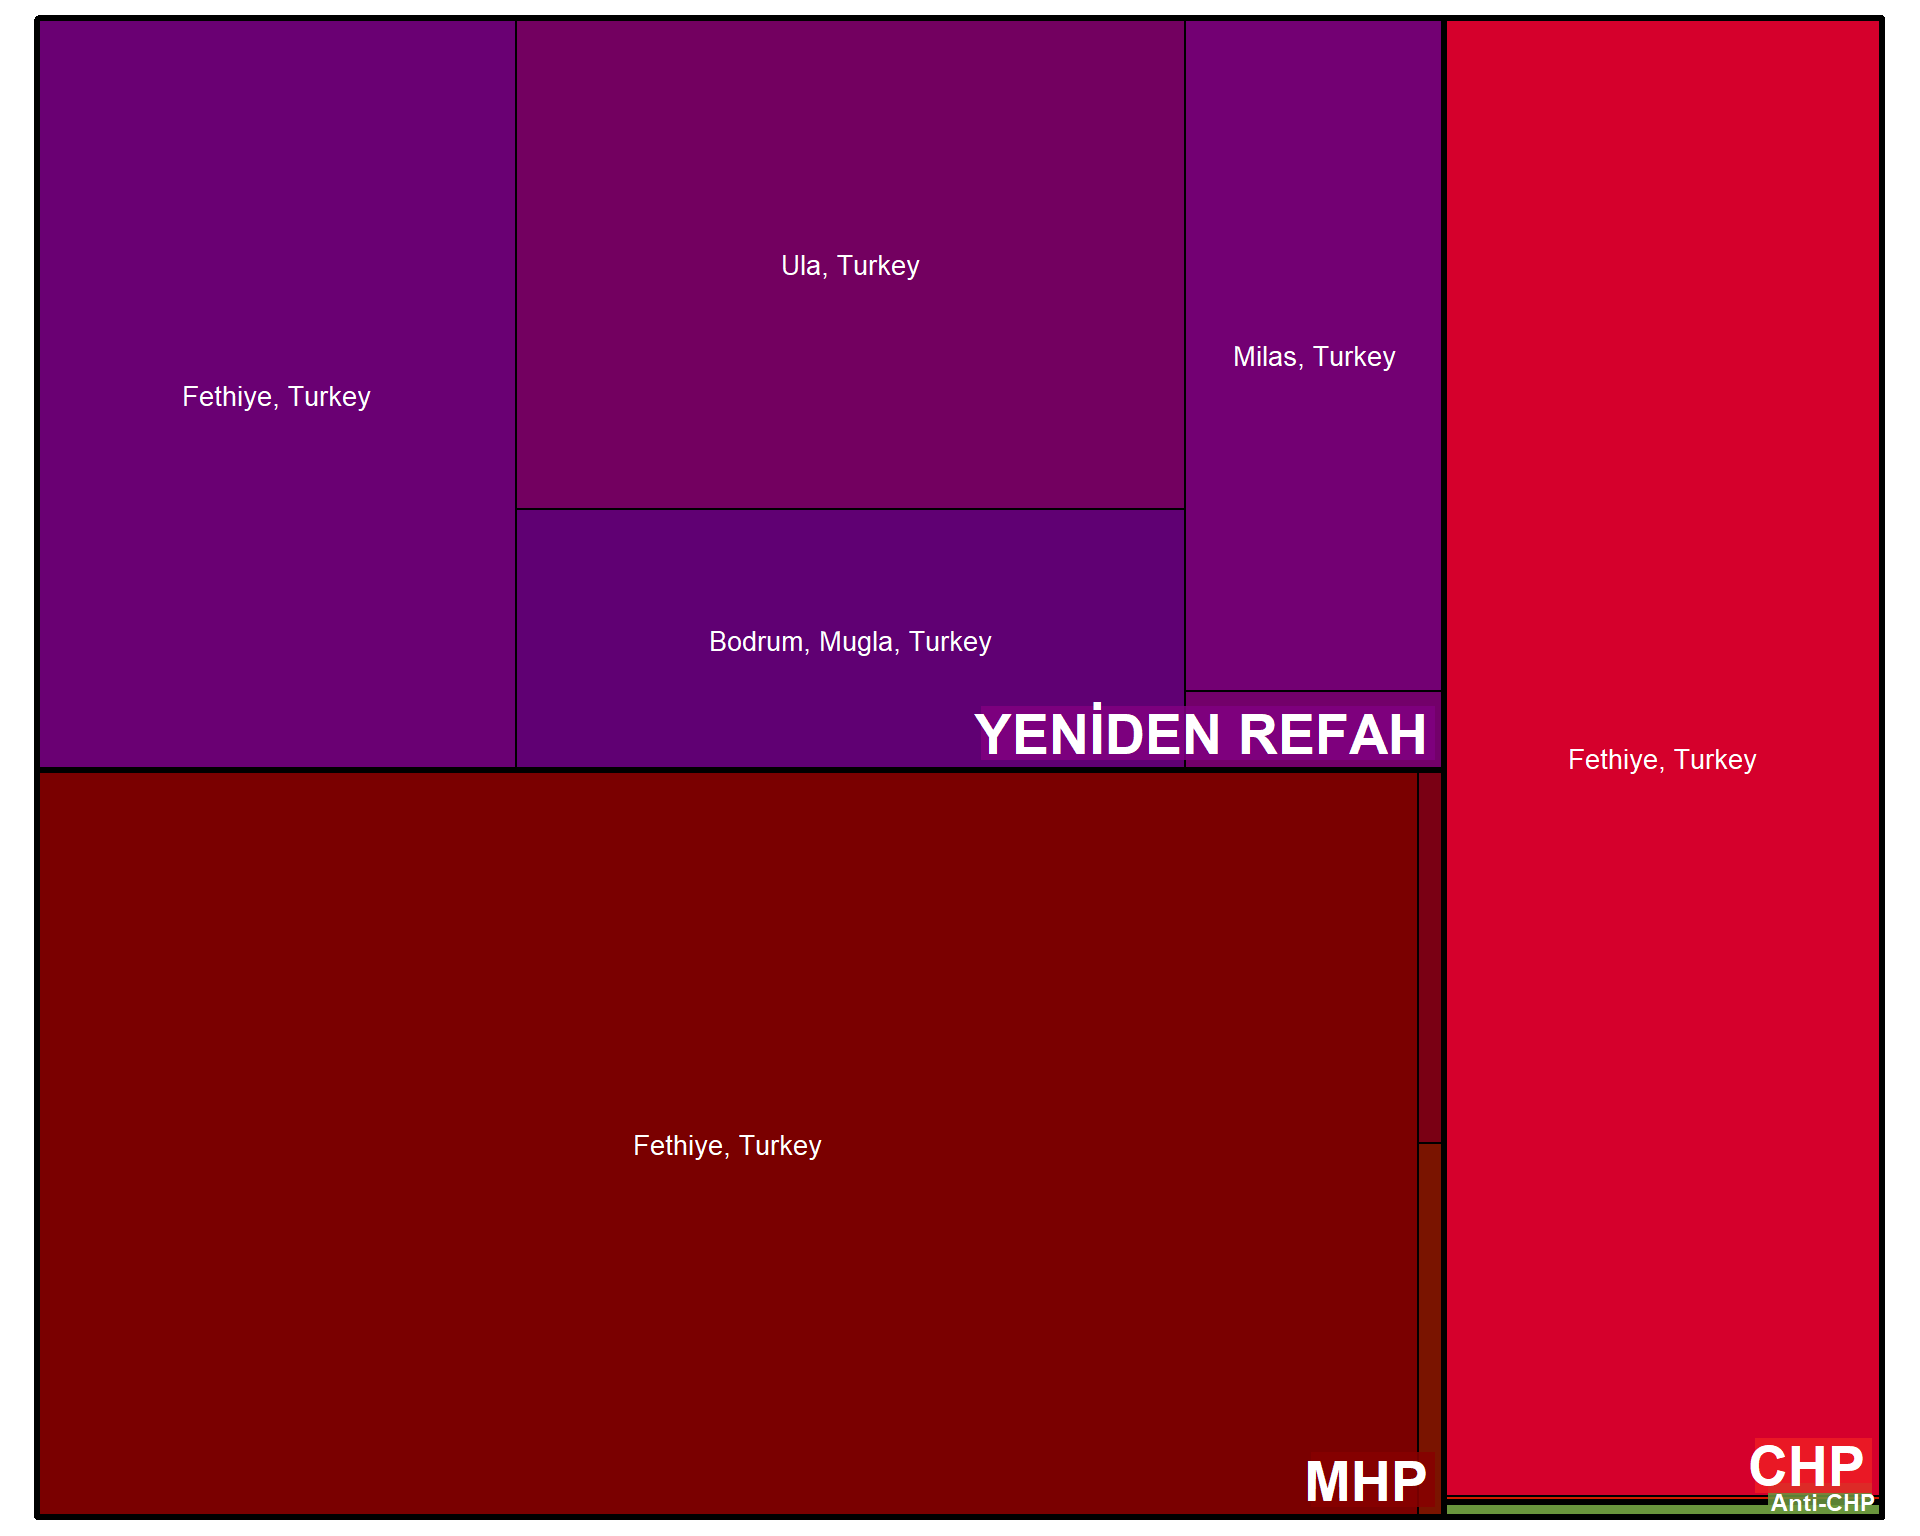 Fethiye, Turkey
Ula, Turkey
Milas, Turkey
Bodrum, Mugla, Turkey
YENİDEN REFAH
Fethiye, Turkey
MHP
Fethiye, Turkey
CHP
Anti-CHP